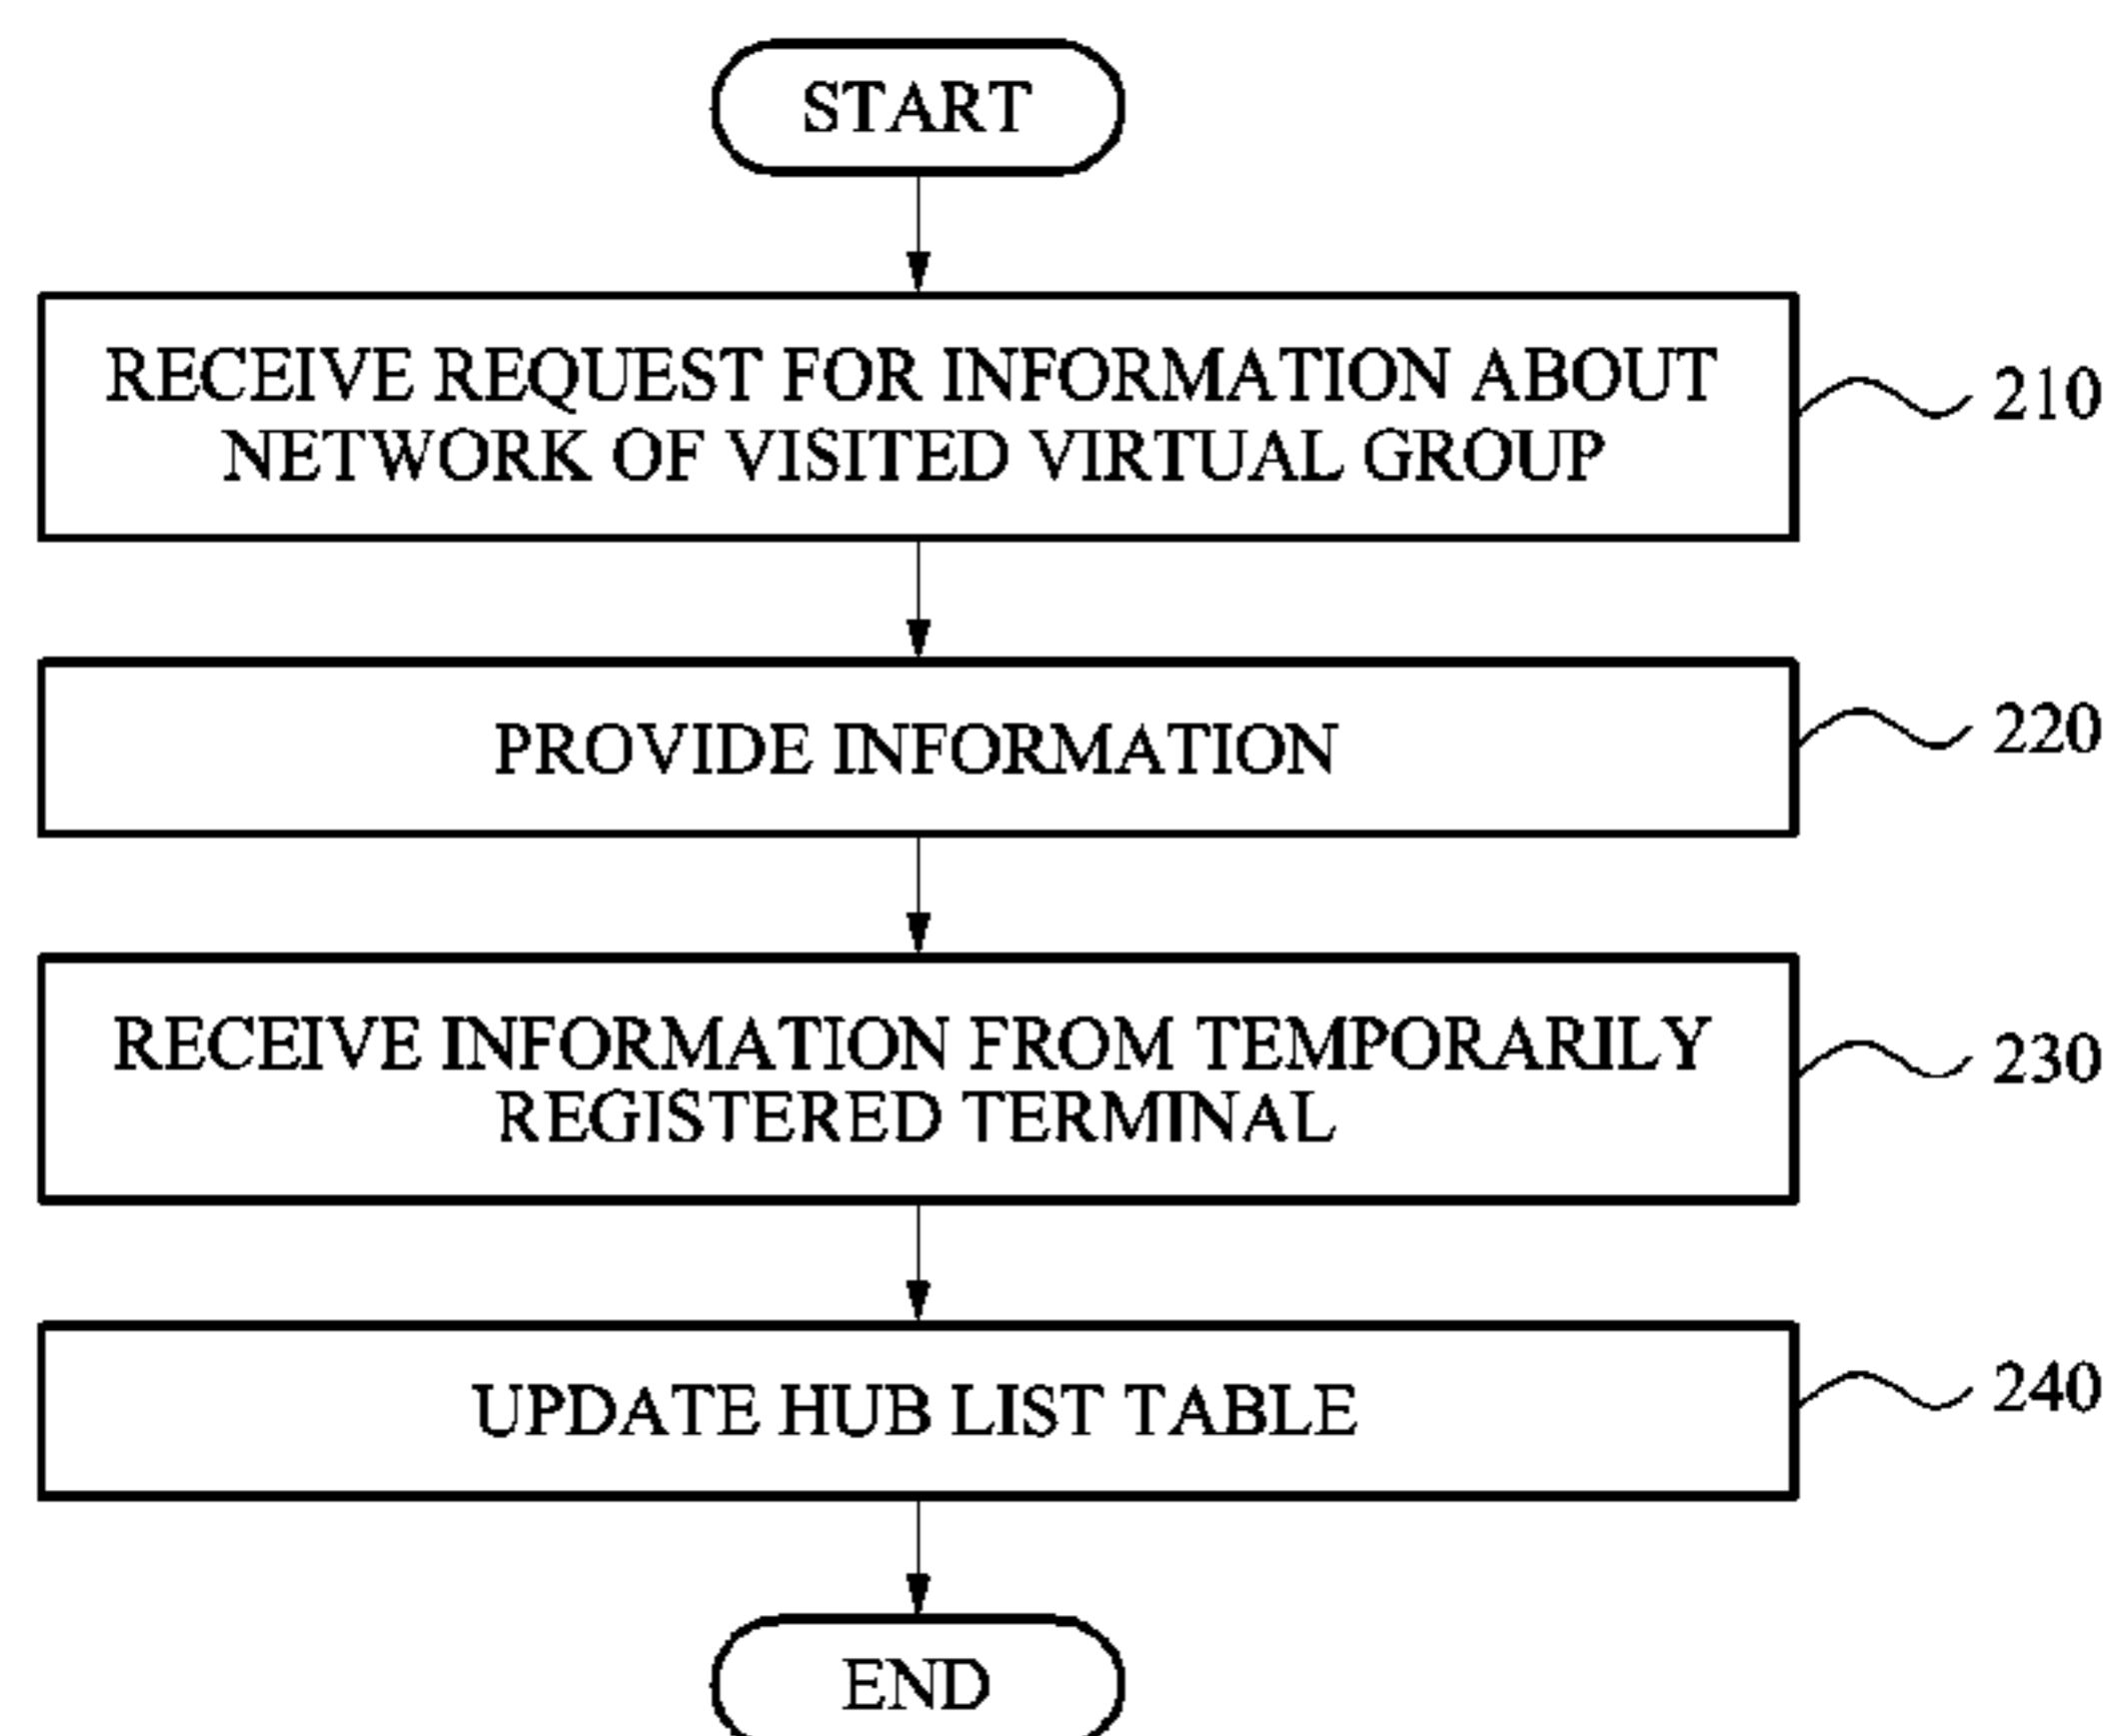 START
RECEIVE REQUEST FOR INFORMATION ABOUT
NETWORK OF VISITED VIRTUAL GROUP
210
PROVIDE INFORMATION
220
RECEIVE INFORMATION FROM TEMPORARILY
REGISTERED TERMINAL
230
UPDATE HUB LIST TABLE
240
END